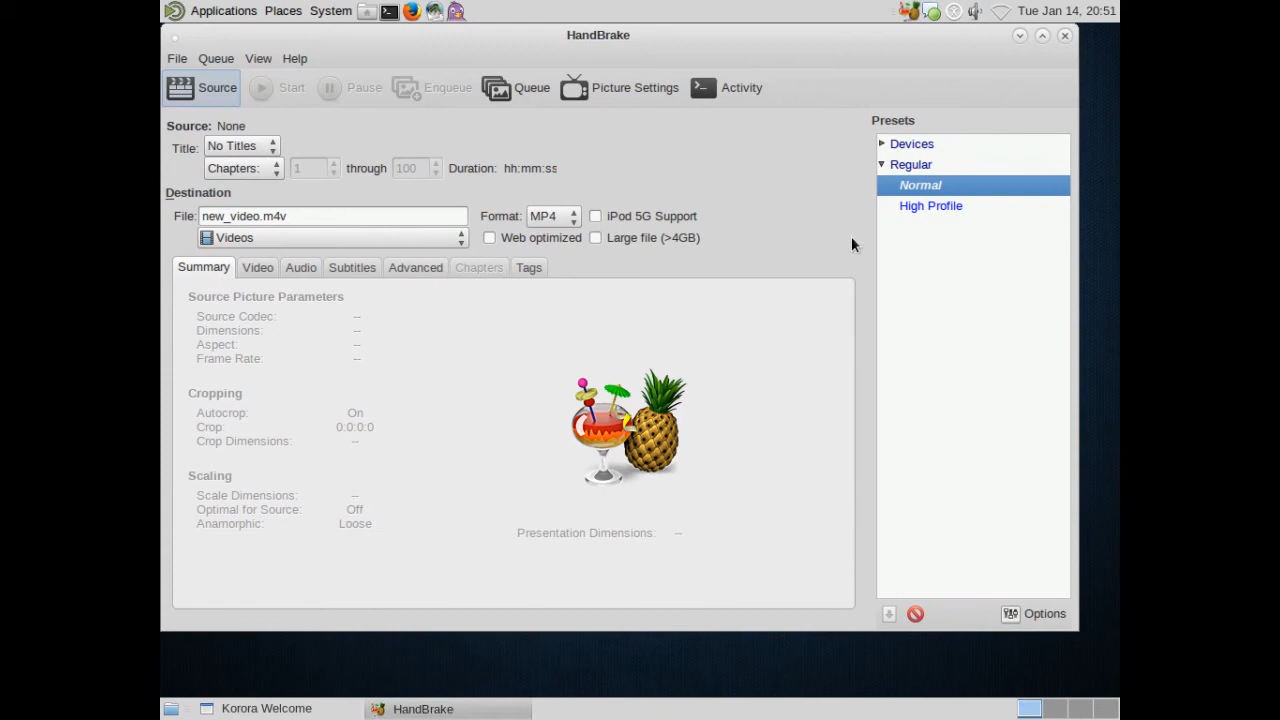 Applications Places System Tue Jan 14, 20:51
HandBrake
File Queue View Help
Source Start Pause Enqueue Queue Picture Settings Activity
Source: None
Title: No Titles
Chapters: 1 through 100 Duration: hh:mm:ss
Destination
File: new_video.m4v Format: MP4 iPod 5G Support
Videos Web optimized Large file (>4GB)
Summary Video Audio Subtitles Advanced Chapters Tags
Source Picture Parameters
Source Codec: --
Dimensions: --
Aspect: --
Frame Rate: --
Cropping
Autocrop: On
Crop: 0:0:0:0
Crop Dimensions: --
Scaling
Scale Dimensions: --
Optimal for Source: Off
Anamorphic: Loose
Presentation Dimensions: --
Presets
Devices
Regular
Normal
High Profile
Options
Korora Welcome HandBrake